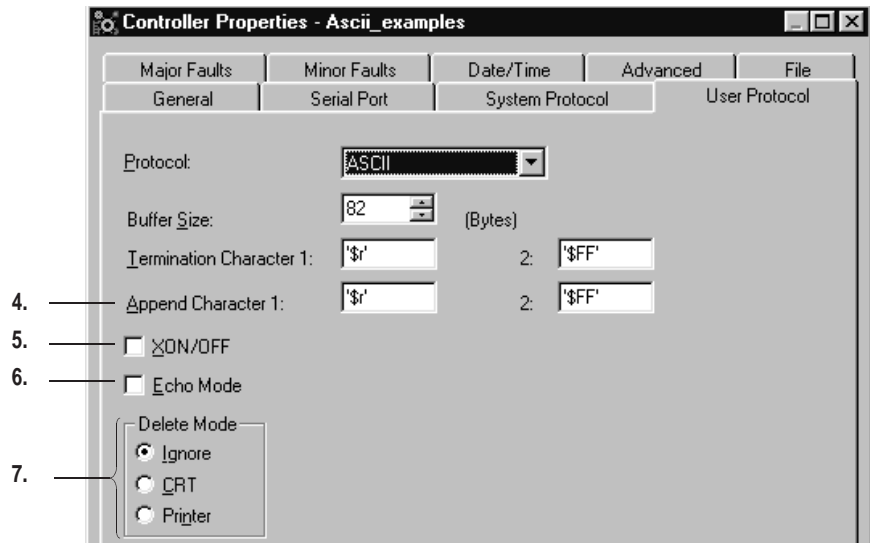 Controller Properties - Ascii_examples
Major Faults Minor Faults Date/Time Advanced File
General Serial Port System Protocol User Protocol
Protocol: ASCII
Buffer Size: 82 (Bytes)
Termination Character 1: '$r' 2: '$FF'
4. Append Character 1: '$r' 2: '$FF'
5. XON/OFF
6. Echo Mode
Delete Mode
Ignore
7. CRT
Printer